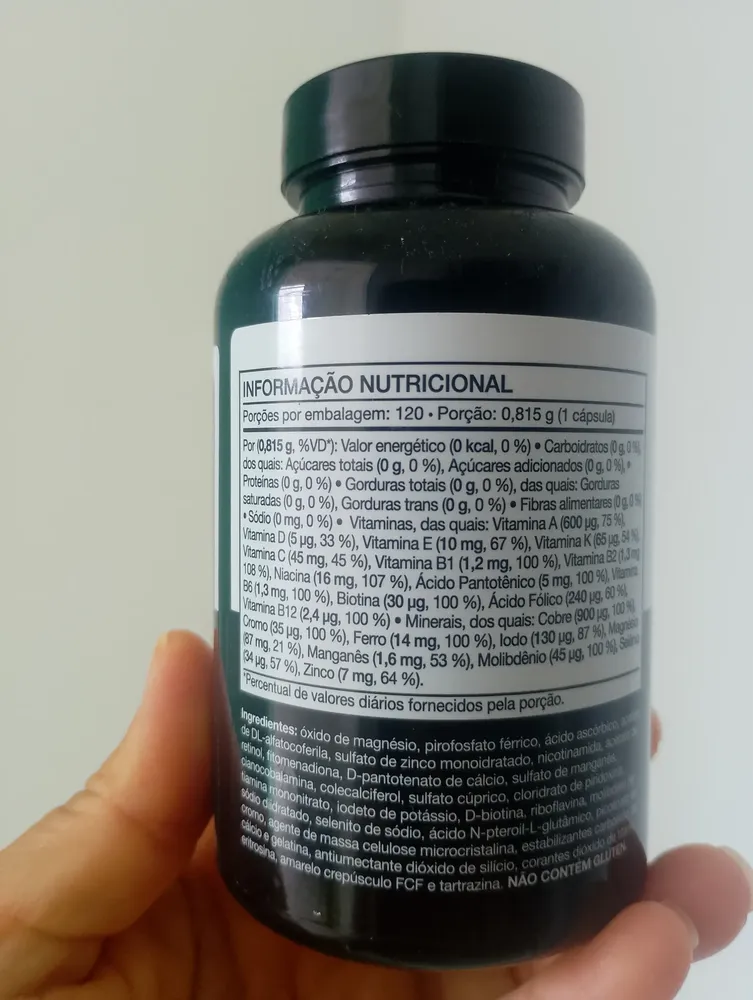 INFORMAÇÃO NUTRICIONAL
Porções por embalagem: 120 • Porção: 0,815 g (1 cápsula)
Por (0,815 g, %VD*): Valor energético (0 kcal, 0 %) • Carboidratos (0 g, 0 %),
dos quais: Açúcares totais (0 g, 0 %), Açúcares adicionados (0 g, 0 %), •
Proteínas (0 g, 0 %) • Gorduras totais (0 g, 0 %), das quais: Gorduras
saturadas (0 g, 0 %), Gorduras trans (0 g, 0 %) • Fibras alimentares (0 g, 0 %)
• Sódio (0 mg, 0 %) • Vitaminas, das quais: Vitamina A (600 µg, 75 %),
Vitamina D (5 µg, 33 %), Vitamina E (10 mg, 67 %), Vitamina K (65 µg, 54 %),
Vitamina C (45 mg, 45 %), Vitamina B1 (1,2 mg, 100 %), Vitamina B2 (1,3 mg
108 %), Niacina (16 mg, 107 %), Ácido Pantotênico (5 mg, 100 %), Vitamina
B6 (1,3 mg, 100 %), Biotina (30 µg, 100 %), Ácido Fólico (240 µg, 60 %),
Vitamina B12 (2,4 µg, 100 %) • Minerais, dos quais: Cobre (900 µg, 100 %),
Cromo (35 µg, 100 %), Ferro (14 mg, 100 %), Iodo (130 µg, 87 %), Magnésio
(87 mg, 21 %), Manganês (1,6 mg, 53 %), Molibdênio (45 µg, 100 %), Selênio
(34 µg, 57 %), Zinco (7 mg, 64 %).
*Percentual de valores diários fornecidos pela porção.
Ingredientes: óxido de magnésio, pirofosfato férrico, ácido ascórbico,
de DL-alfatocoferila, sulfato de zinco monoidratado, nicotinamida, de
retinol, fitomenadiona, D-pantotenato de cálcio, sulfato de manganês,
cianocobalamina, colecalciferol, sulfato cúprico, cloridrato de piridoxina,
tiamina mononitrato, iodeto de potássio, D-biotina, riboflavina,
sódio diidratado, selenito de sódio, ácido N-pteroil-L-glutâmico,
cromo, agente de massa celulose microcristalina, estabilizantes
cálcio e gelatina, antiumectante dióxido de silício, corantes dióxido de
eritrosina, amarelo crepúsculo FCF e tartrazina. NÃO CONTÉM GLÚTEN.